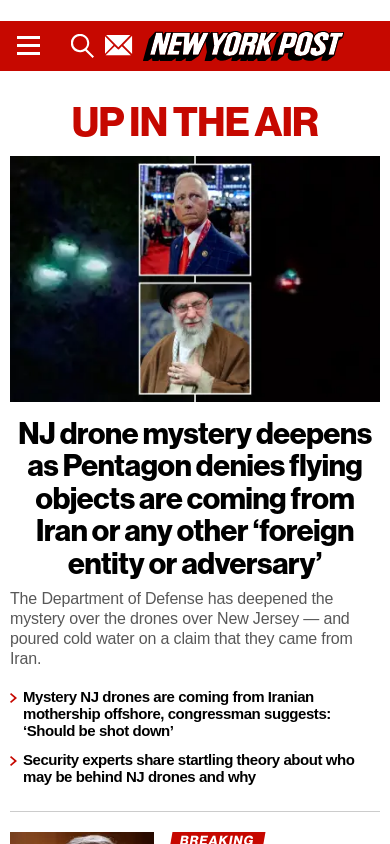 NEW YORK POST
UP IN THE AIR
NJ drone mystery deepens
as Pentagon denies flying
objects are coming from
Iran or any other ‘foreign
entity or adversary’
The Department of Defense has deepened the
mystery over the drones over New Jersey — and
poured cold water on a claim that they came from
Iran.
Mystery NJ drones are coming from Iranian
mothership offshore, congressman suggests:
‘Should be shot down’
Security experts share startling theory about who
may be behind NJ drones and why
BREAKING